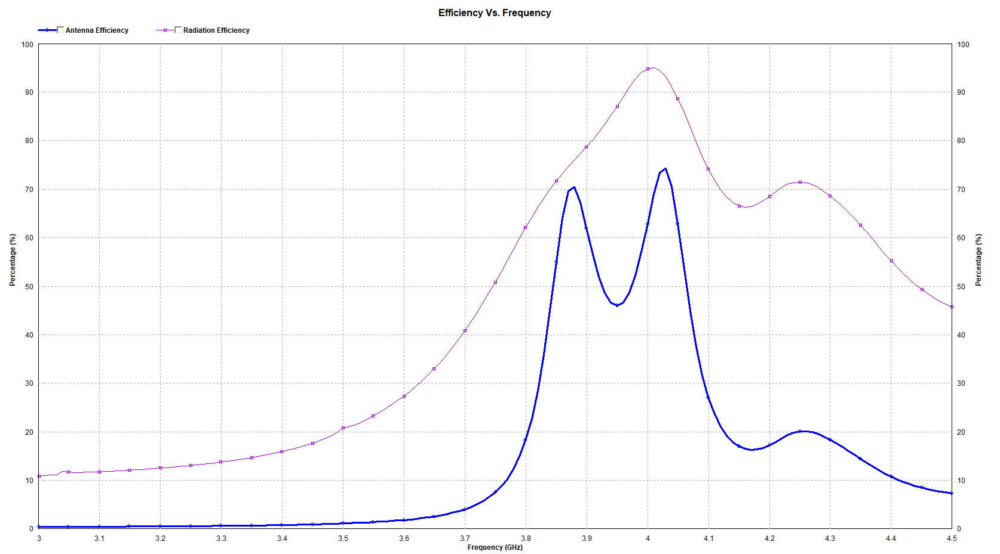 Efficiency Vs. Frequency
Antenna Efficiency Radiation Efficiency
100 100
90 90
80 80
70 70
60 60
Percentage (%) Percentage (%)
50 50
40 40
30 30
20 20
10 10
0 0
3 3.1 3.2 3.3 3.4 3.5 3.6 3.7 3.8 3.9 4 4.1 4.2 4.3 4.4 4.5
Frequency (GHz)